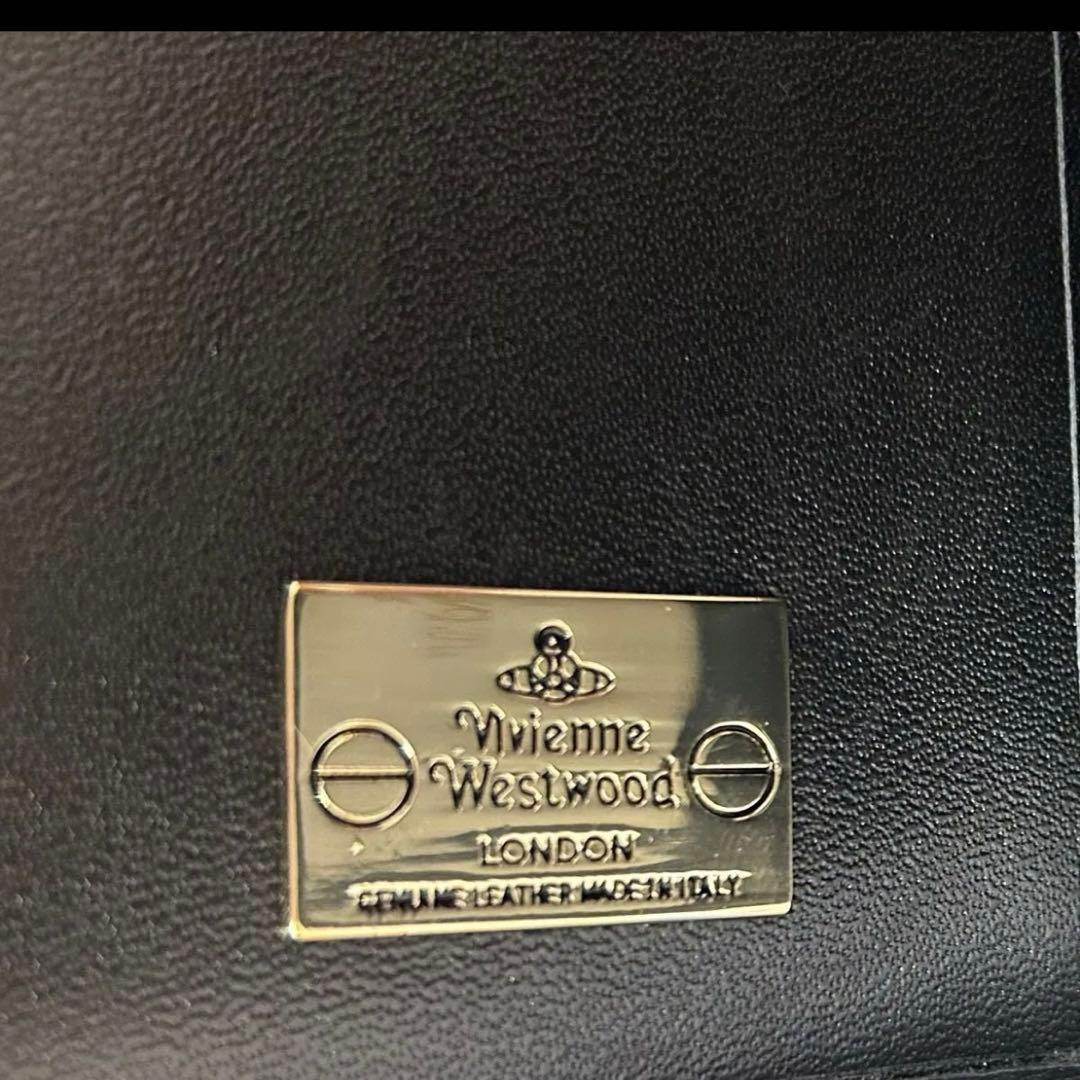 Vivienne
Westwood
LONDON
GENUINE LEATHER MADE IN ITALY